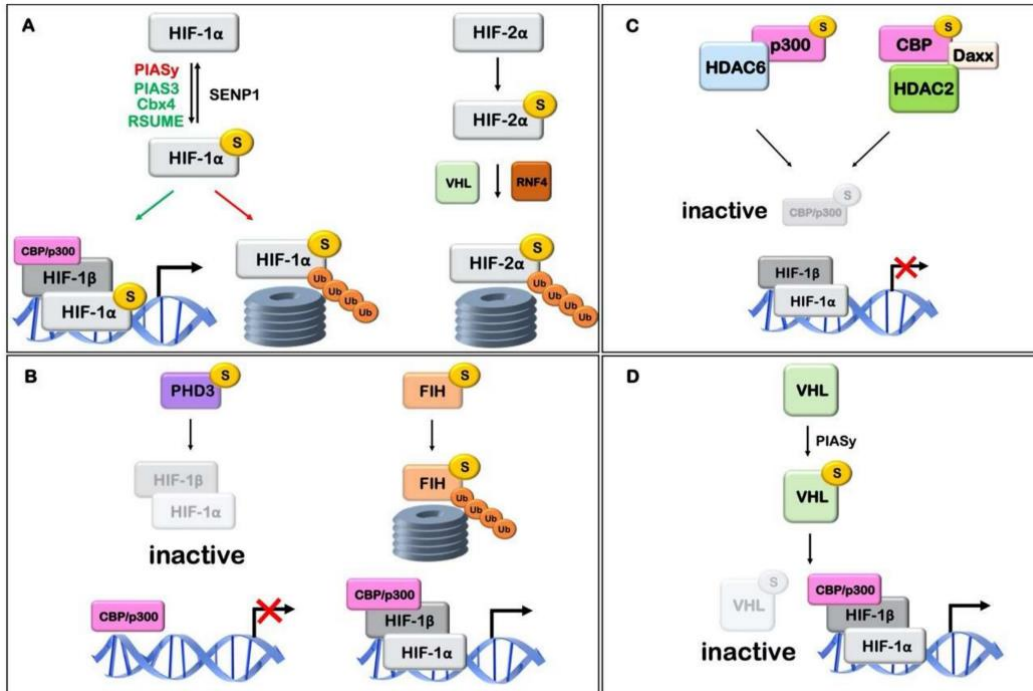 A
HIF-1α
PIASy
PIAS3
Cbx4
RSUME
SENP1
S
HIF-1α
CBP/p300
HIF-1β
S
HIF-1α
S
HIF-1α
Ub
Ub
Ub
Ub
HIF-2α
S
HIF-2α
VHL
RNF4
S
HIF-2α
Ub
Ub
Ub
Ub
B
S
PHD3
HIF-1β
HIF-1α
inactive
CBP/p300
S
FIH
S
FIH
Ub
Ub
Ub
Ub
CBP/p300
HIF-1β
HIF-1α
C
S
p300
HDAC6
S
CBP
Daxx
HDAC2
inactive
S
CBP/p300
HIF-1β
HIF-1α
D
VHL
PIASy
S
VHL
S
VHL
inactive
CBP/p300
HIF-1β
HIF-1α